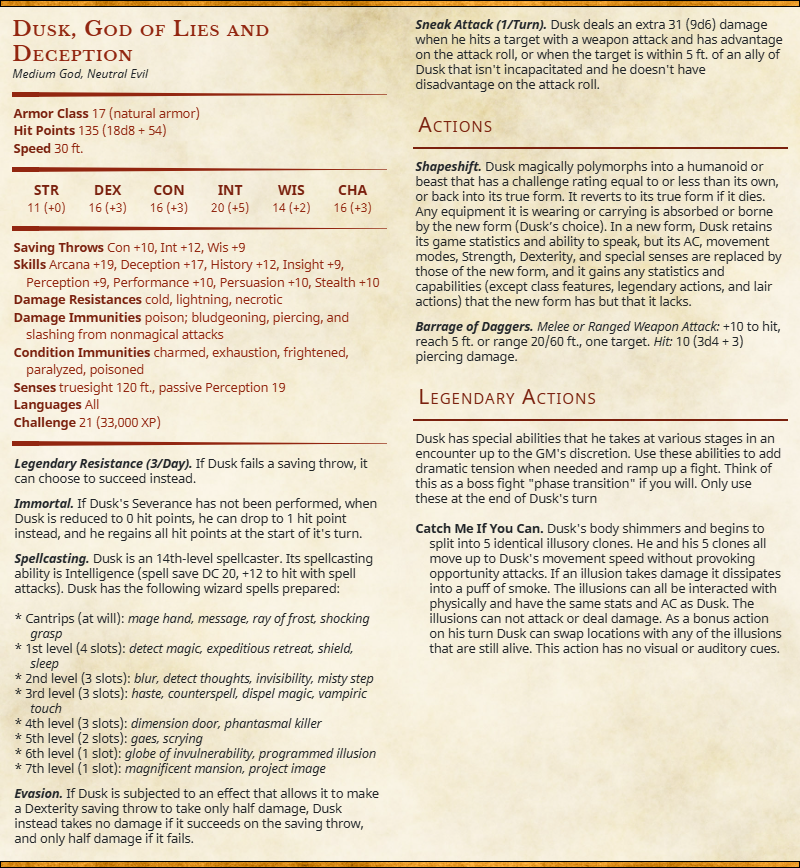 Dusk, God of Lies and
Deception
Medium God, Neutral Evil
Armor Class 17 (natural armor)
Hit Points 135 (18d8 + 54)
Speed 30 ft.
STR DEX CON INT WIS CHA
11 (+0) 16 (+3) 16 (+3) 20 (+5) 14 (+2) 16 (+3)
Saving Throws Con +10, Int +12, Wis +9
Skills Arcana +19, Deception +17, History +12, Insight +9,
Perception +9, Performance +10, Persuasion +10, Stealth +10
Damage Resistances cold, lightning, necrotic
Damage Immunities poison; bludgeoning, piercing, and
slashing from nonmagical attacks
Condition Immunities charmed, exhaustion, frightened,
paralyzed, poisoned
Senses truesight 120 ft., passive Perception 19
Languages All
Challenge 21 (33,000 XP)
Legendary Resistance (3/Day). If Dusk fails a saving throw, it
can choose to succeed instead.
Immortal. If Dusk's Severance has not been performed, when
Dusk is reduced to 0 hit points, he can drop to 1 hit point
instead, and he regains all hit points at the start of it's turn.
Spellcasting. Dusk is an 14th-level spellcaster. Its spellcasting
ability is Intelligence (spell save DC 20, +12 to hit with spell
attacks). Dusk has the following wizard spells prepared:
* Cantrips (at will): mage hand, message, ray of frost, shocking
grasp
* 1st level (4 slots): detect magic, expeditious retreat, shield,
sleep
* 2nd level (3 slots): blur, detect thoughts, invisibility, misty step
* 3rd level (3 slots): haste, counterspell, dispel magic, vampiric
touch
* 4th level (3 slots): dimension door, phantasmal killer
* 5th level (2 slots): gaes, scrying
* 6th level (1 slot): globe of invulnerability, programmed illusion
* 7th level (1 slot): magnificent mansion, project image
Evasion. If Dusk is subjected to an effect that allows it to make
a Dexterity saving throw to take only half damage, Dusk
instead takes no damage if it succeeds on the saving throw,
and only half damage if it fails.
Sneak Attack (1/Turn). Dusk deals an extra 31 (9d6) damage
when he hits a target with a weapon attack and has advantage
on the attack roll, or when the target is within 5 ft. of an ally of
Dusk that isn't incapacitated and he doesn't have
disadvantage on the attack roll.
Actions
Shapeshift. Dusk magically polymorphs into a humanoid or
beast that has a challenge rating equal to or less than its own,
or back into its true form. It reverts to its true form if it dies.
Any equipment it is wearing or carrying is absorbed or borne
by the new form (Dusk's choice). In a new form, Dusk retains
its game statistics and ability to speak, but its AC, movement
modes, Strength, Dexterity, and special senses are replaced by
those of the new form, and it gains any statistics and
capabilities (except class features, legendary actions, and lair
actions) that the new form has but that it lacks.
Barrage of Daggers. Melee or Ranged Weapon Attack: +10 to hit,
reach 5 ft. or range 20/60 ft., one target. Hit: 10 (3d4 + 3)
piercing damage.
Legendary Actions
Dusk has special abilities that he takes at various stages in an
encounter up to the GM's discretion. Use these abilities to add
dramatic tension when needed and ramp up a fight. Think of
this as a boss fight "phase transition" if you will. Only use
these at the end of Dusk's turn
Catch Me If You Can. Dusk's body shimmers and begins to
split into 5 identical illusory clones. He and his 5 clones all
move up to Dusk's movement speed without provoking
opportunity attacks. If an illusion takes damage it dissipates
into a puff of smoke. The illusions can all be interacted with
physically and have the same stats and AC as Dusk. The
illusions can not attack or deal damage. As a bonus action
on his turn Dusk can swap locations with any of the illusions
that are still alive. This action has no visual or auditory cues.